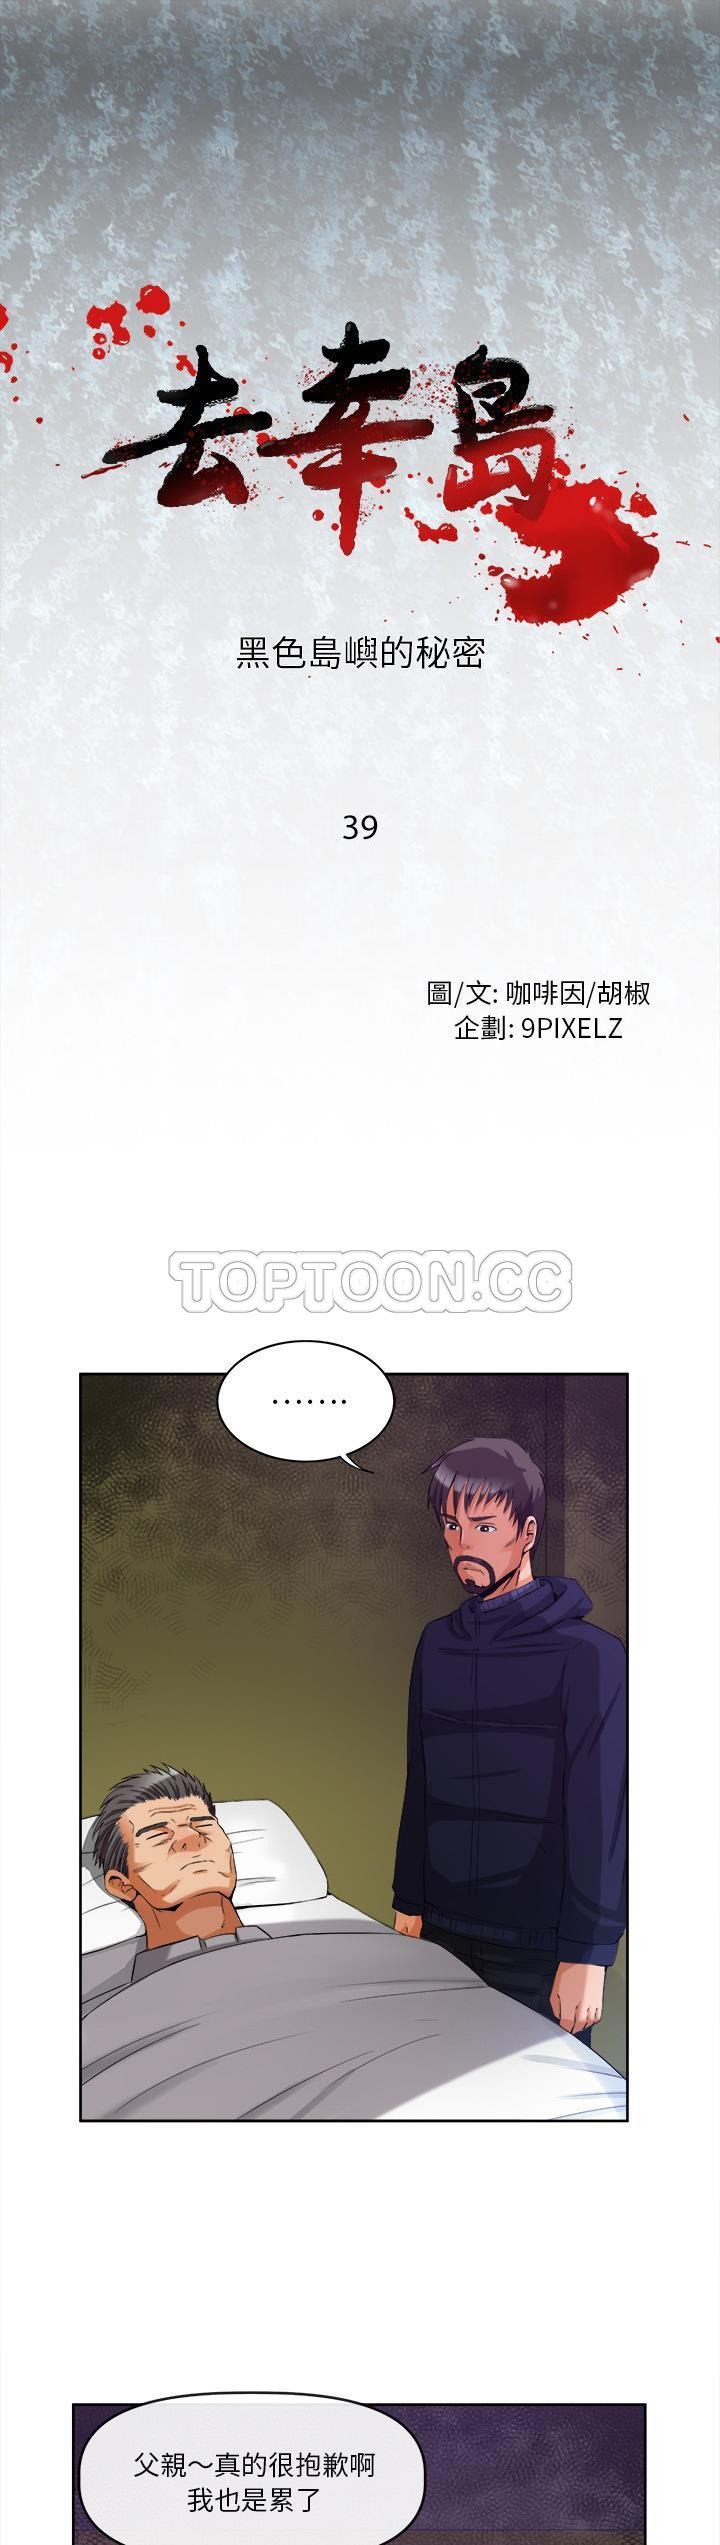 去幸島
黑色島嶼的秘密
39
圖/文: 咖啡因/胡椒
企劃: 9PIXELZ
TOPTOON.CC
·······
父親～真的很抱歉啊
我也是累了